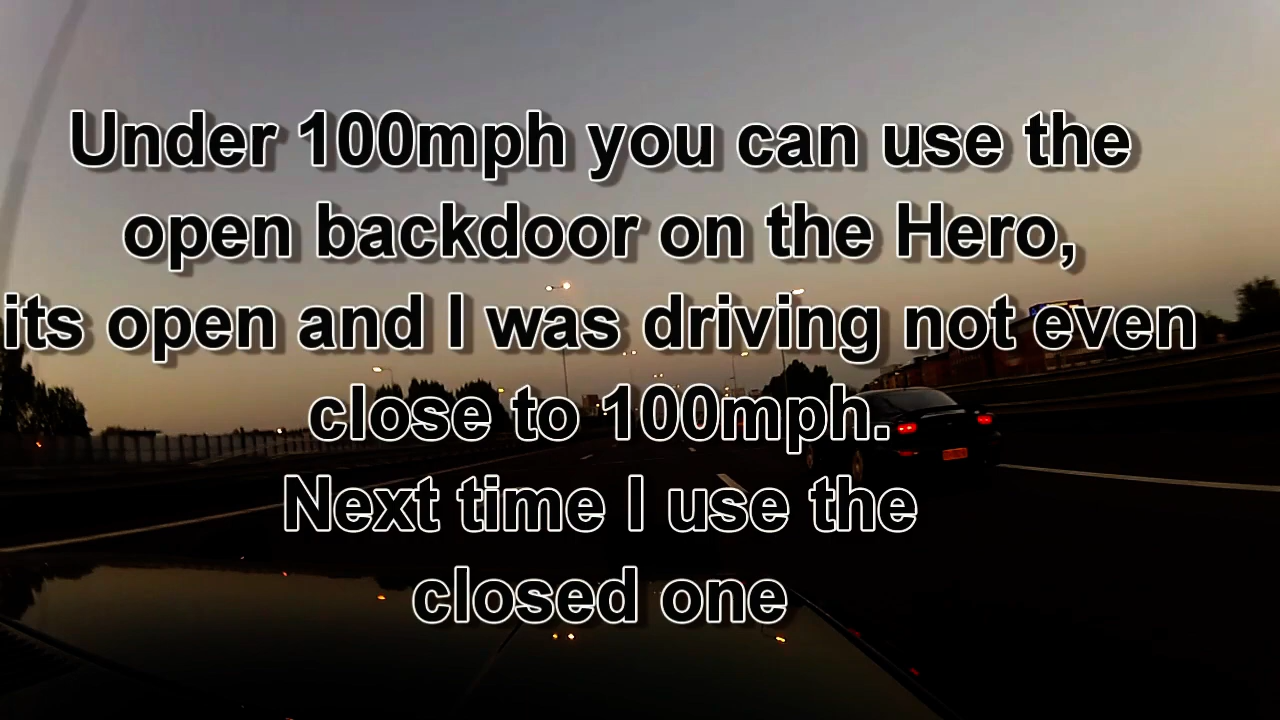 Under 100mph you can use the
open backdoor on the Hero,
its open and I was driving not even
close to 100mph.
Next time I use the
closed one